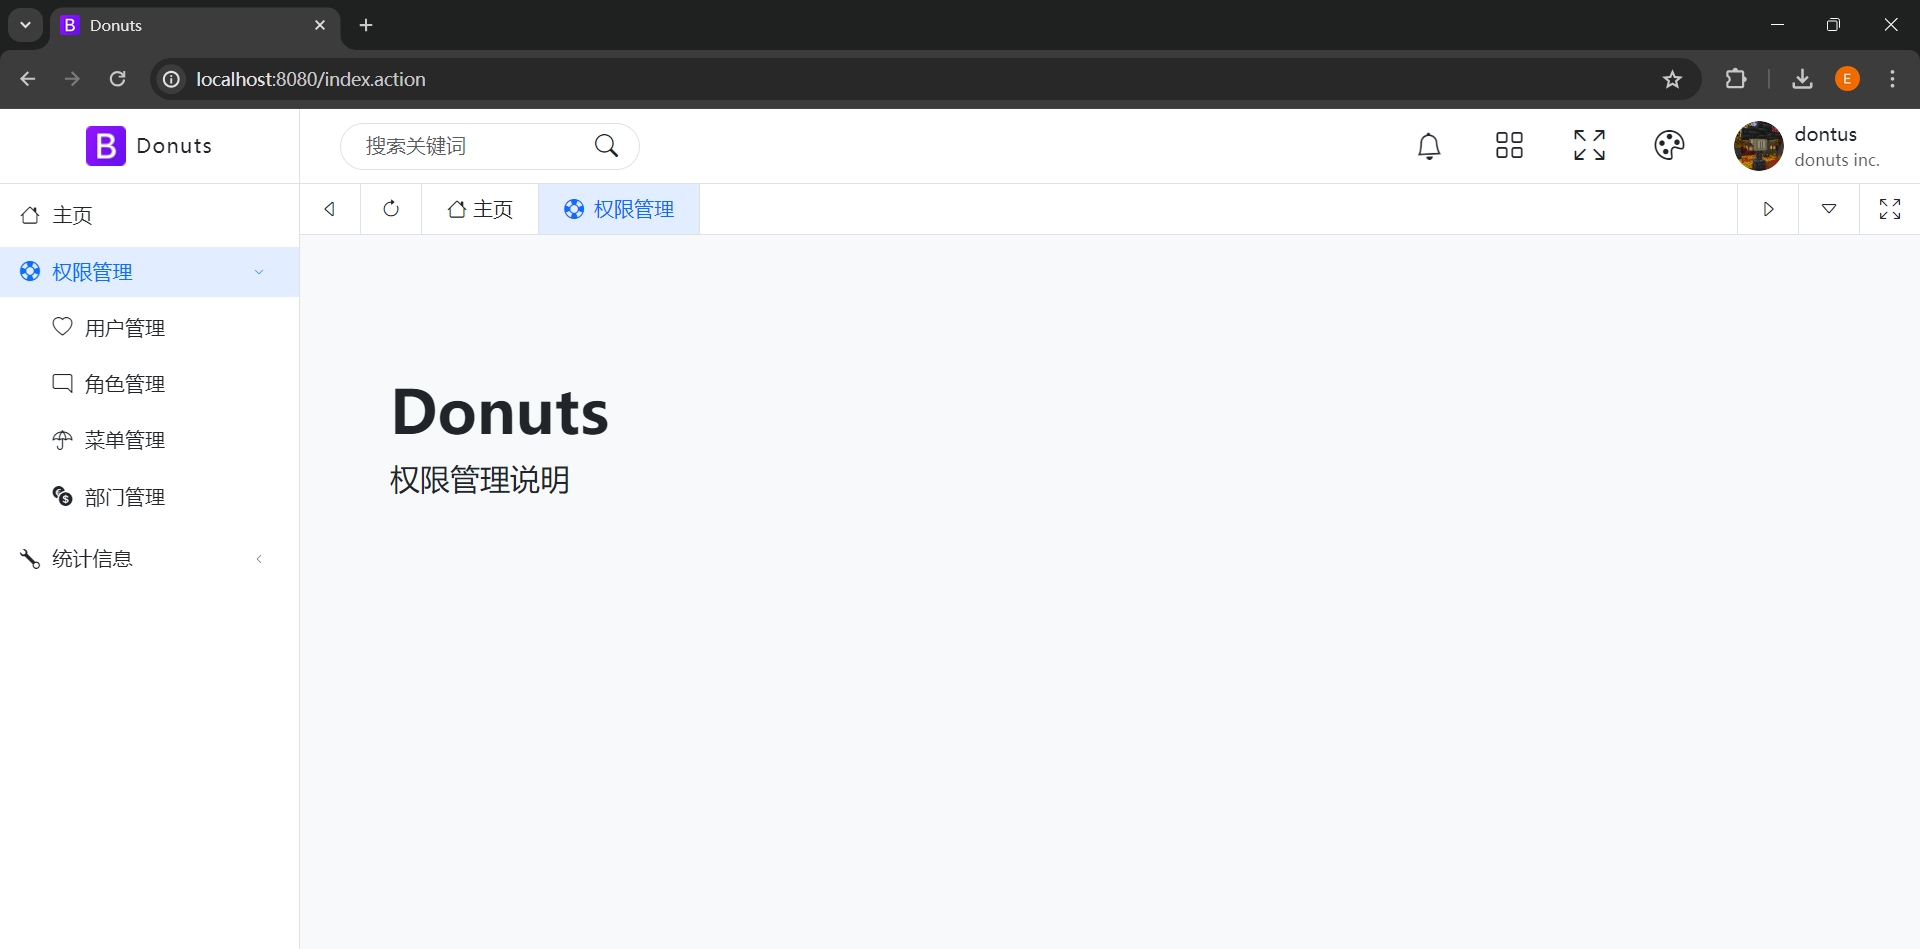 Donuts
localhost:8080/index.action
E
B Donuts
搜索关键词
dontus
donuts inc.
主页
权限管理
用户管理
角色管理
菜单管理
部门管理
统计信息
主页
权限管理
Donuts
权限管理说明